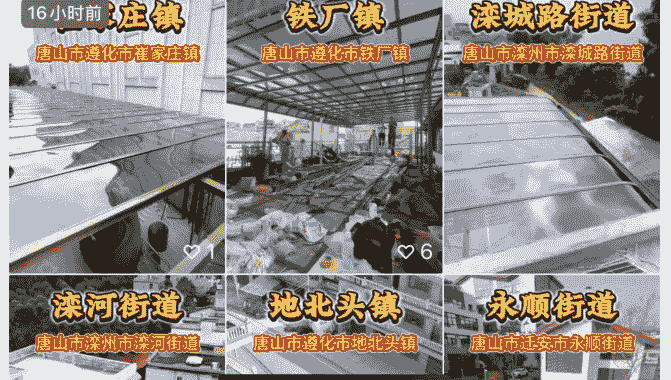 16小时前
庄镇
唐山市遵化市崔家庄镇
铁厂镇
唐山市遵化市铁厂镇
滦城路街道
唐山市滦州市滦城路街道
1
6
滦河街道
唐山市滦州市滦河街道
地北头镇
唐山市遵化市地北头镇
永顺街道
唐山市迁安市永顺街道